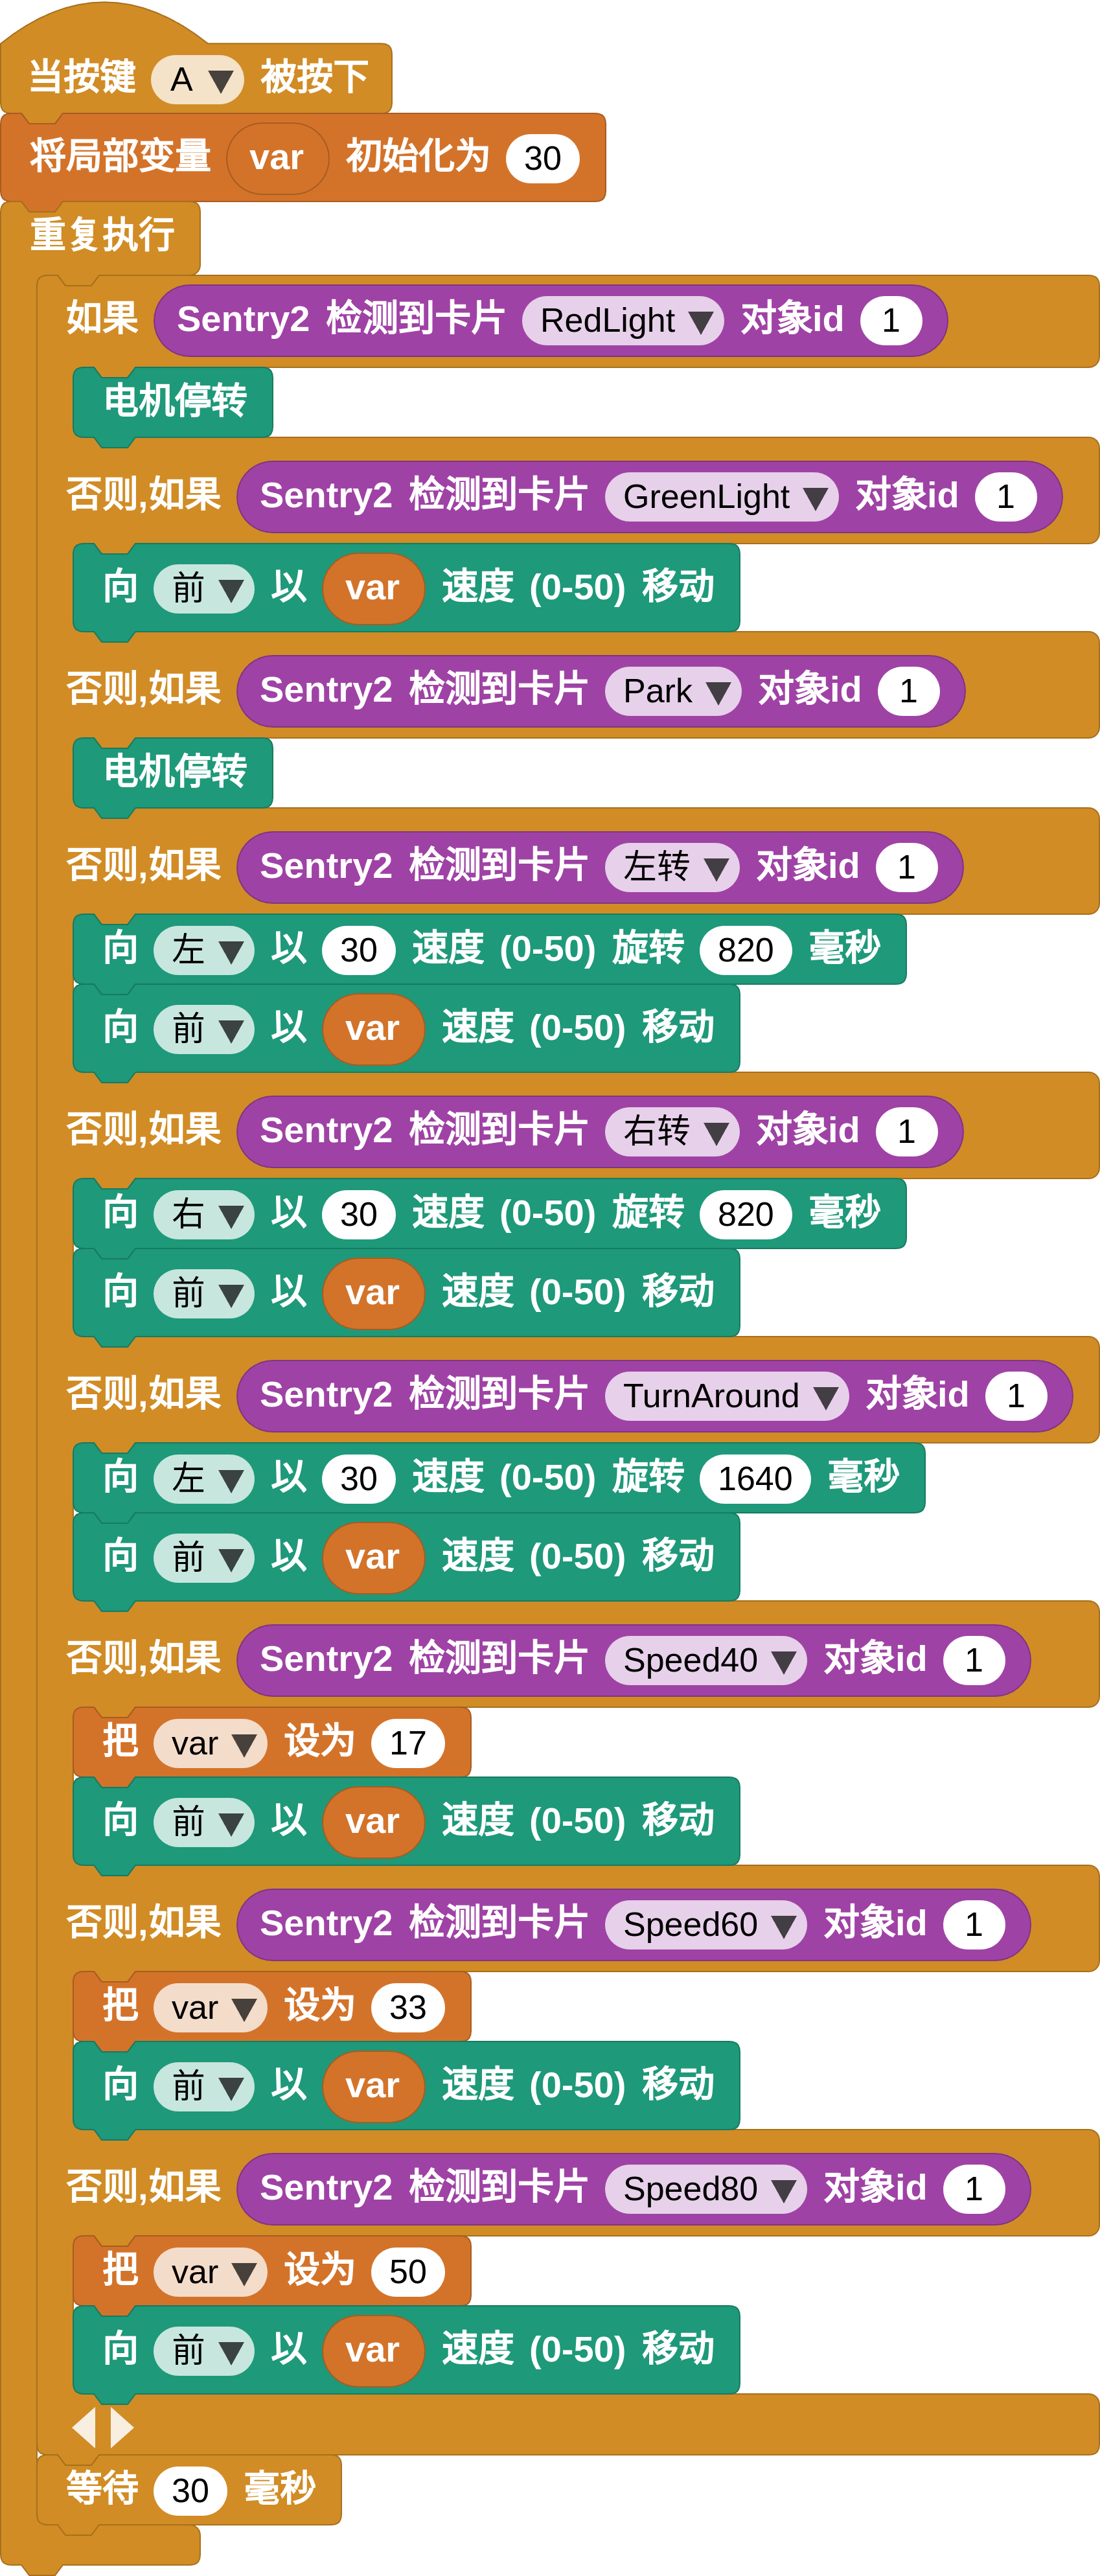 当按键 A 被按下
将局部变量 var 初始化为 30
重复执行
如果 Sentry2 检测到卡片 RedLight 对象id 1
电机停转
否则,如果 Sentry2 检测到卡片 GreenLight 对象id 1
向 前 以 var 速度 (0-50) 移动
否则,如果 Sentry2 检测到卡片 Park 对象id 1
电机停转
否则,如果 Sentry2 检测到卡片 左转 对象id 1
向 左 以 30 速度 (0-50) 旋转 820 毫秒
向 前 以 var 速度 (0-50) 移动
否则,如果 Sentry2 检测到卡片 右转 对象id 1
向 右 以 30 速度 (0-50) 旋转 820 毫秒
向 前 以 var 速度 (0-50) 移动
否则,如果 Sentry2 检测到卡片 TurnAround 对象id 1
向 左 以 30 速度 (0-50) 旋转 1640 毫秒
向 前 以 var 速度 (0-50) 移动
否则,如果 Sentry2 检测到卡片 Speed40 对象id 1
把 var 设为 17
向 前 以 var 速度 (0-50) 移动
否则,如果 Sentry2 检测到卡片 Speed60 对象id 1
把 var 设为 33
向 前 以 var 速度 (0-50) 移动
否则,如果 Sentry2 检测到卡片 Speed80 对象id 1
把 var 设为 50
向 前 以 var 速度 (0-50) 移动
等待 30 毫秒